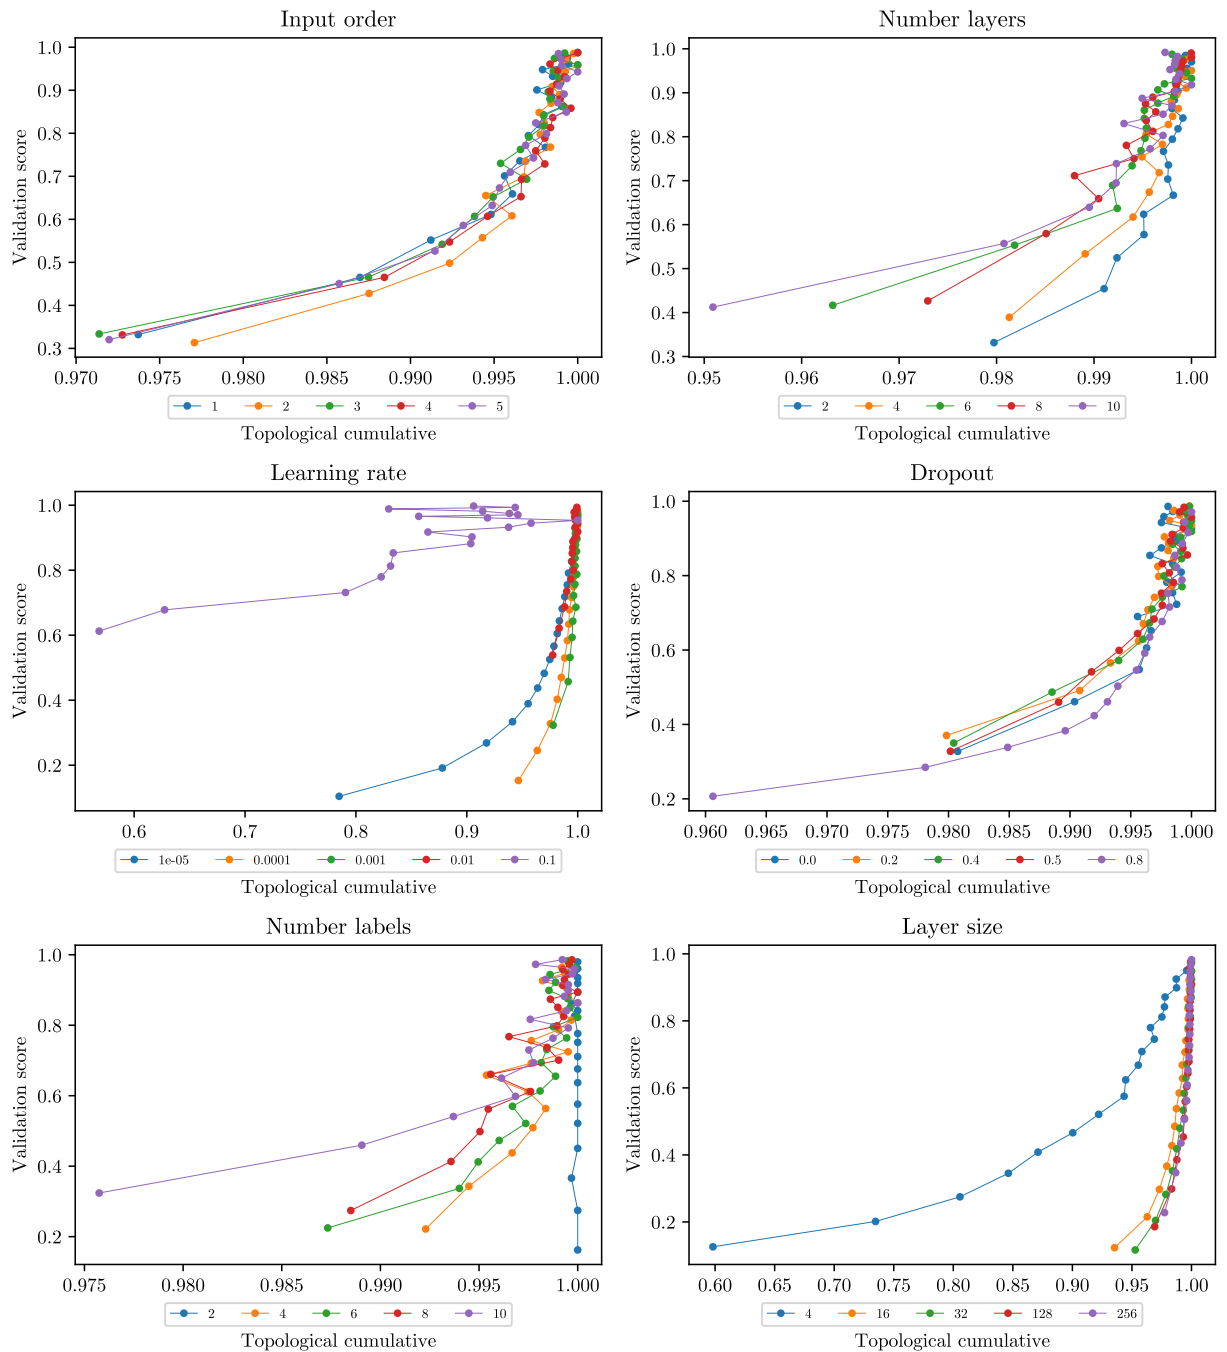 Input order
Validation score
1.0
0.9
0.8
0.7
0.6
0.5
0.4
0.3
0.970 0.975 0.980 0.985 0.990 0.995 1.000
1 2 3 4 5
Topological cumulative
Number layers
Validation score
1.0
0.9
0.8
0.7
0.6
0.5
0.4
0.3
0.95 0.96 0.97 0.98 0.99 1.00
2 4 6 8 10
Topological cumulative
Learning rate
Validation score
1.0
0.8
0.6
0.4
0.2
0.6 0.7 0.8 0.9 1.0
1e-05 0.0001 0.001 0.01 0.1
Topological cumulative
Dropout
Validation score
1.0
0.8
0.6
0.4
0.2
0.960 0.965 0.970 0.975 0.980 0.985 0.990 0.995 1.000
0.0 0.2 0.4 0.5 0.8
Topological cumulative
Number labels
Validation score
1.0
0.8
0.6
0.4
0.2
0.975 0.980 0.985 0.990 0.995 1.000
2 4 6 8 10
Topological cumulative
Layer size
Validation score
1.0
0.8
0.6
0.4
0.2
0.60 0.65 0.70 0.75 0.80 0.85 0.90 0.95 1.00
4 16 32 128 256
Topological cumulative